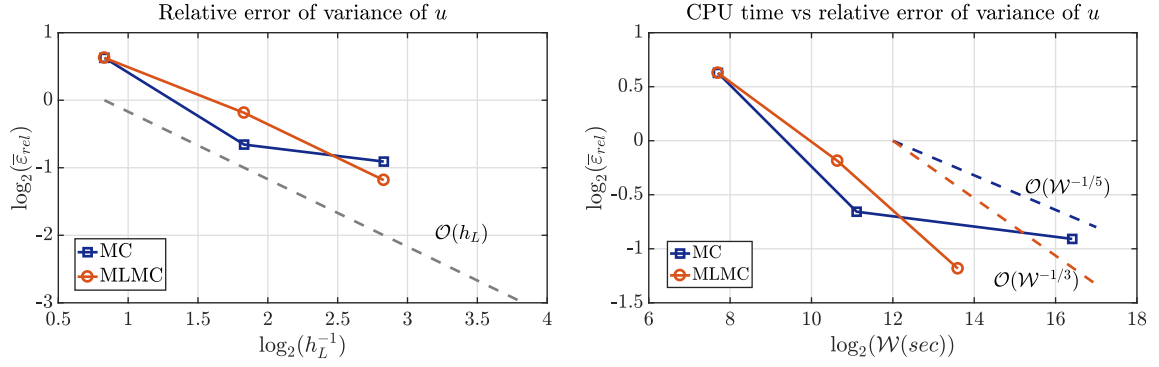 Relative error of variance of u
1
0
-1
-2
-3
log₂(ε̅_rel)
O(h_L)
MC
MLMC
0.5 1 1.5 2 2.5 3 3.5 4
log₂(h_L⁻¹)
CPU time vs relative error of variance of u
1
0.5
0
-0.5
-1
-1.5
log₂(ε̅_rel)
O(W^{-1/5})
O(W^{-1/3})
MC
MLMC
6 8 10 12 14 16 18
log₂(W(sec))